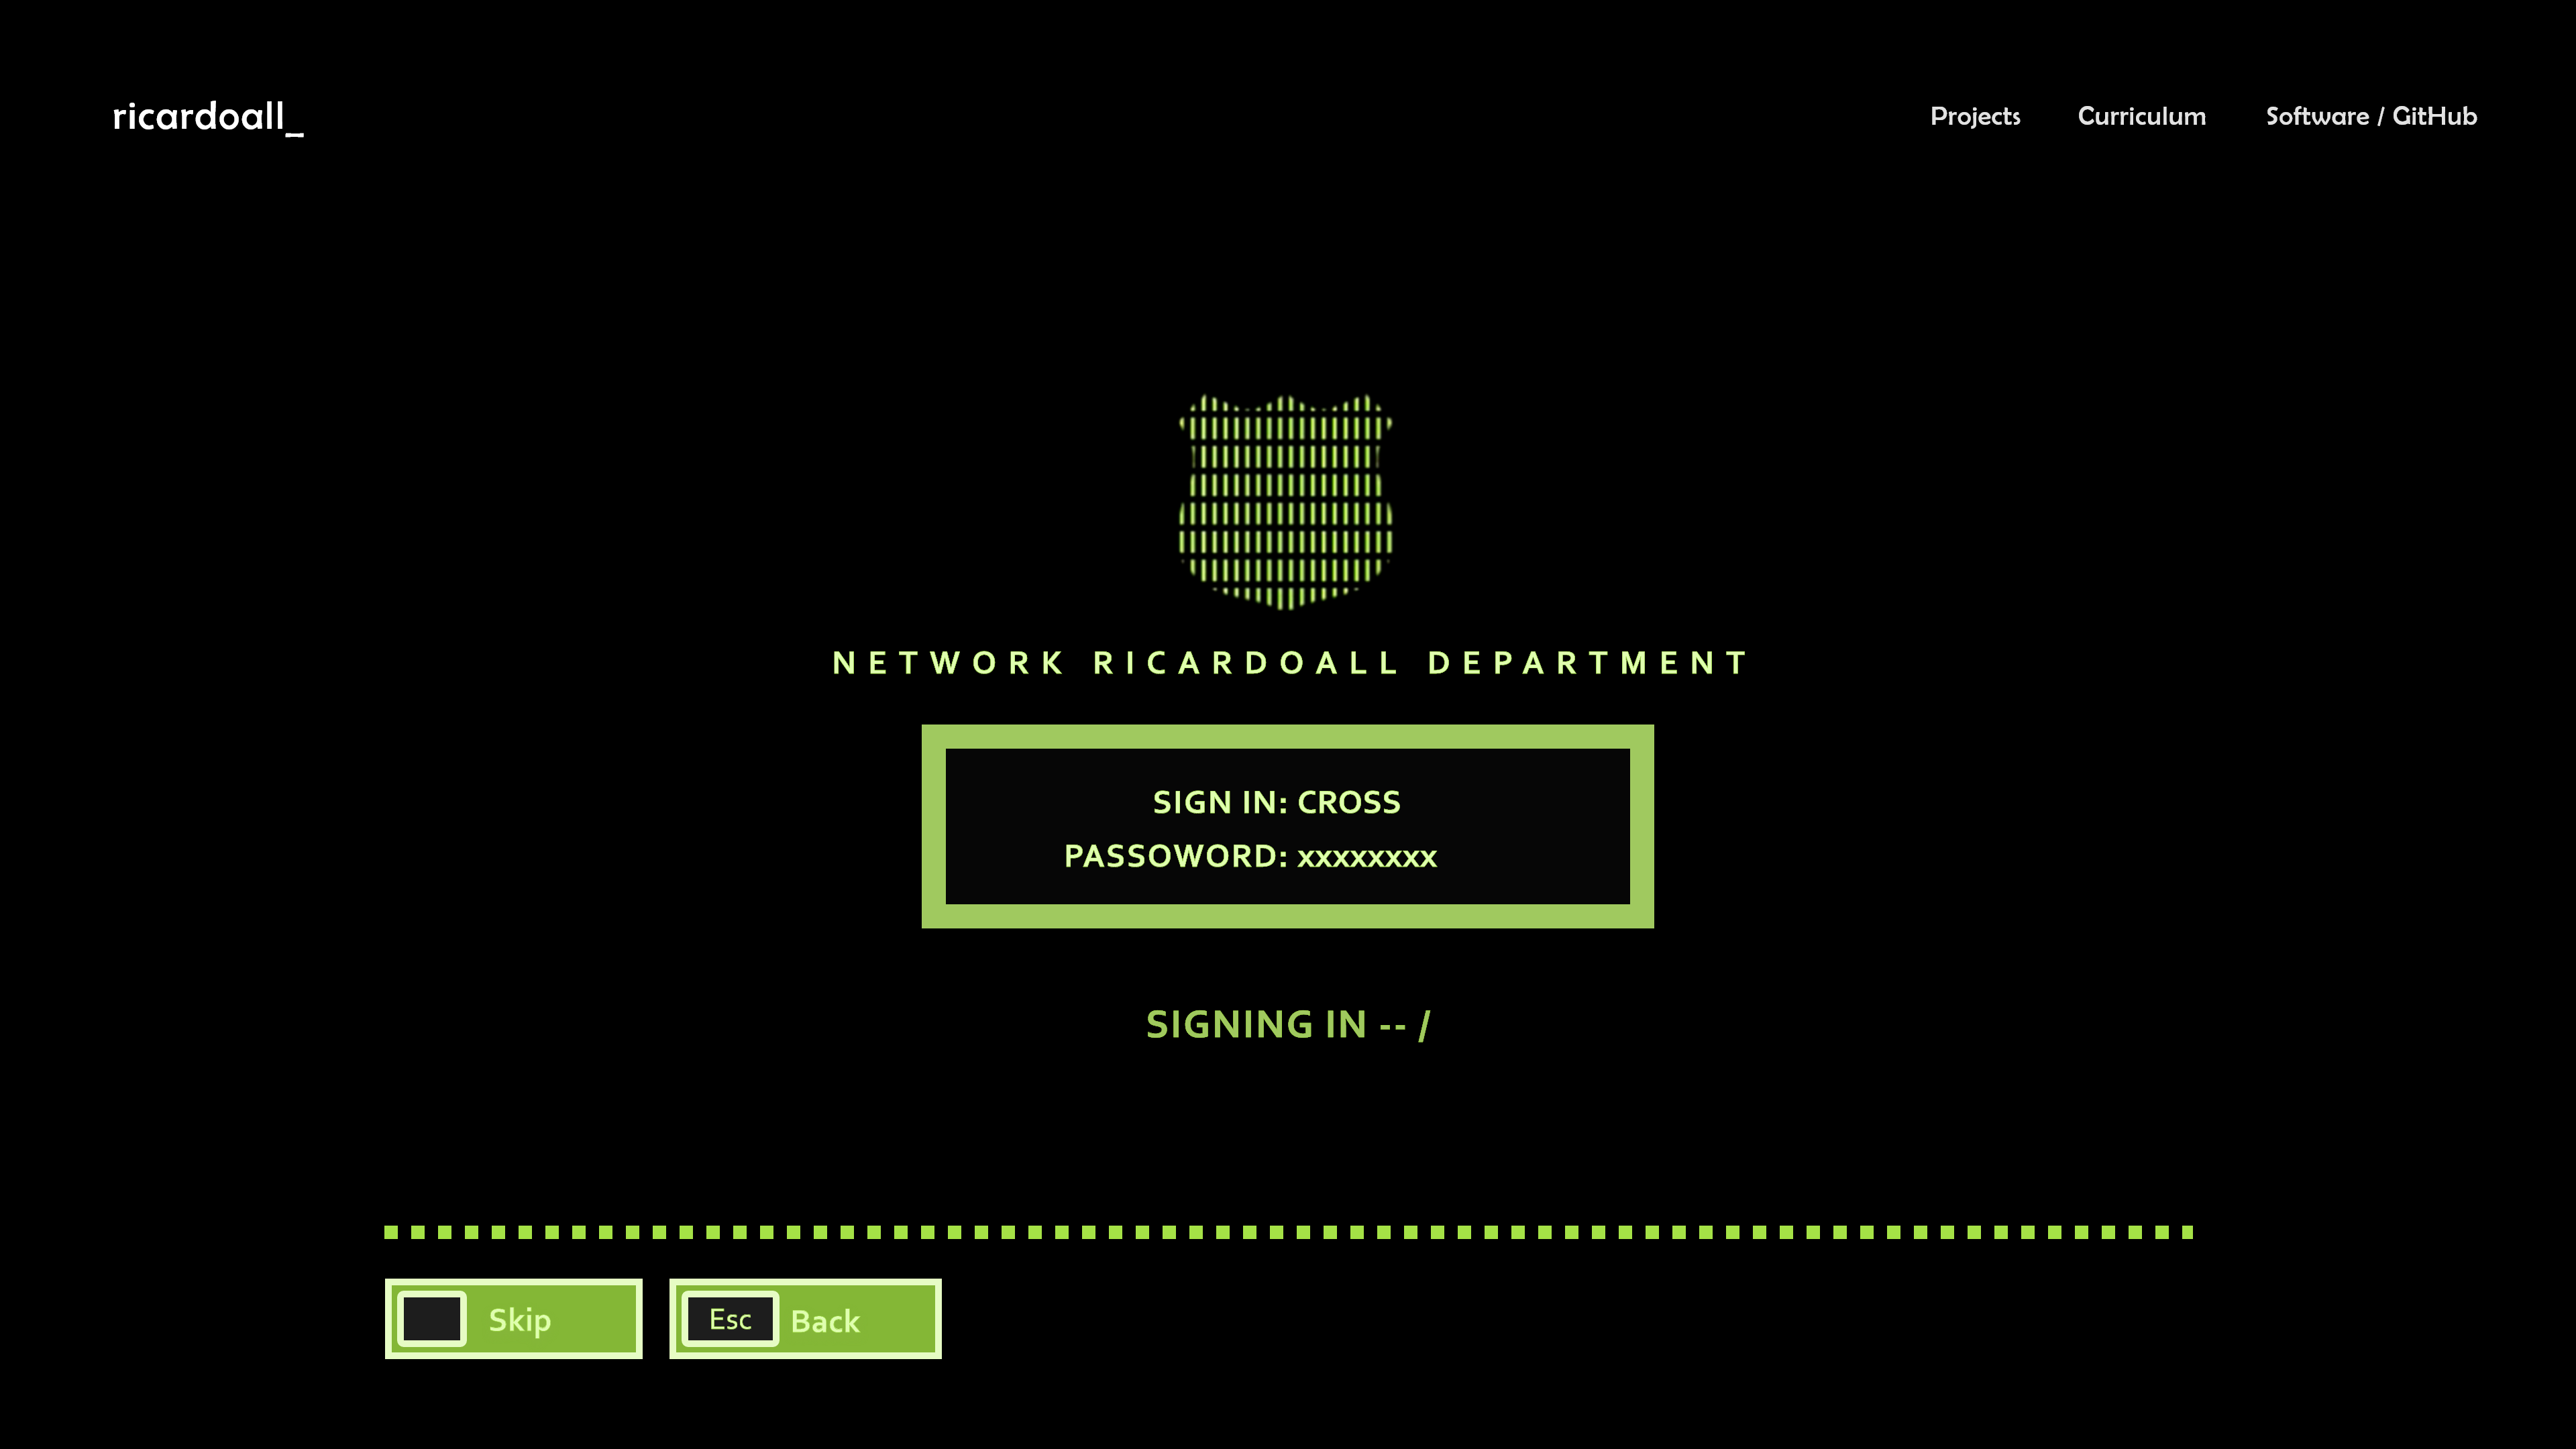 ricardoall_
Projects Curriculum Software / GitHub
NETWORK RICARDOALL DEPARTMENT
SIGN IN: CROSS
PASSOWORD: xxxxxxxx
SIGNING IN -- /
Skip
Esc Back